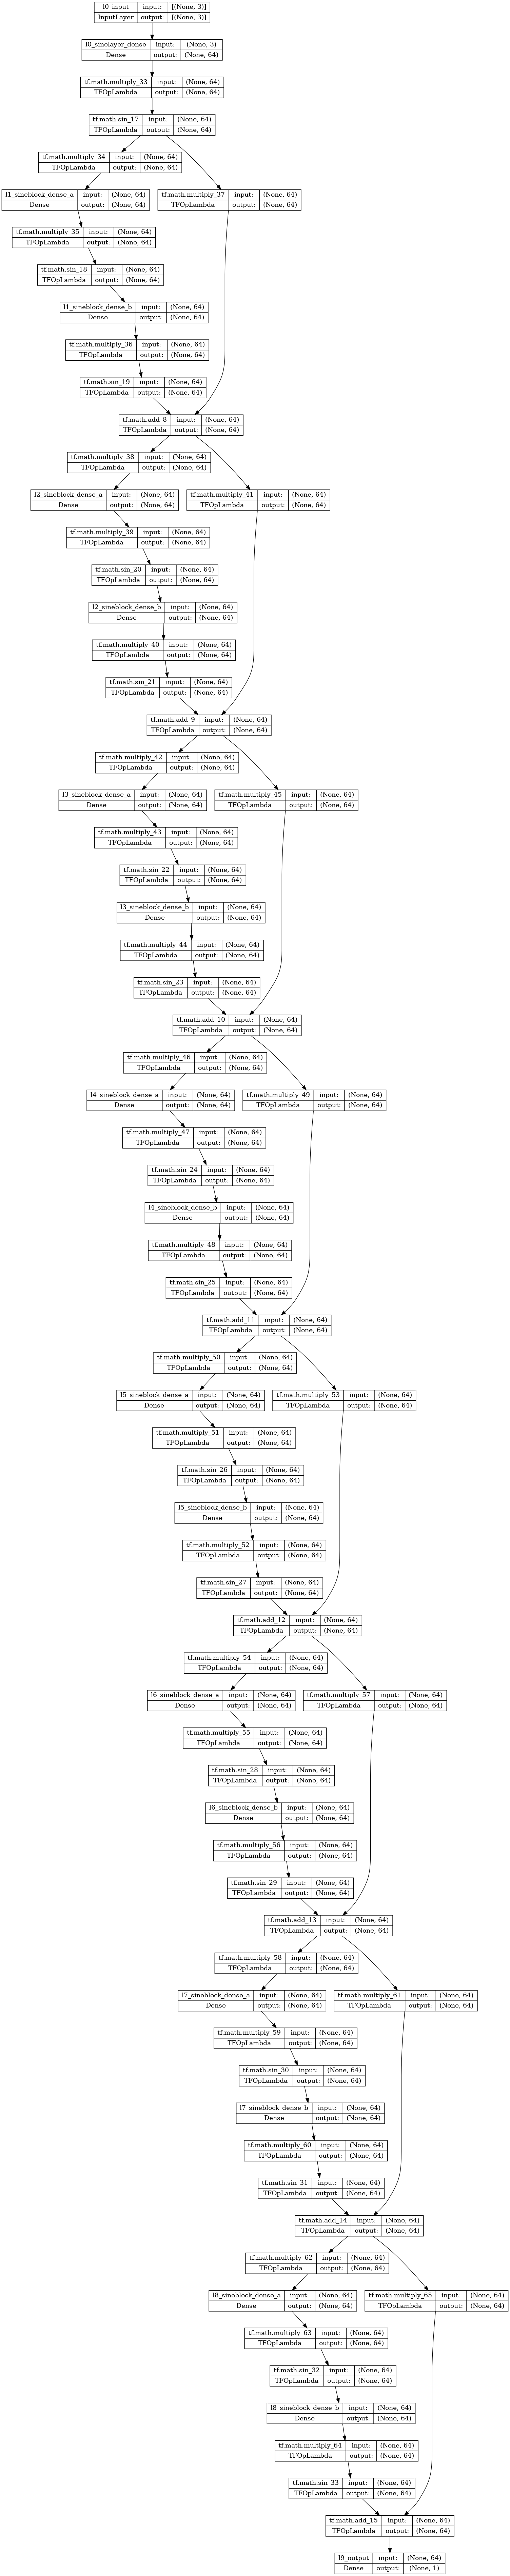 l0_input input: [(None, 3)]
InputLayer output: [(None, 3)]
l0_sinelayer_dense input: (None, 3)
Dense output: (None, 64)
tf.math.multiply_33 input: (None, 64)
TFOpLambda output: (None, 64)
tf.math.sin_17 input: (None, 64)
TFOpLambda output: (None, 64)
tf.math.multiply_34 input: (None, 64)
TFOpLambda output: (None, 64)
l1_sineblock_dense_a input: (None, 64)
Dense output: (None, 64)
tf.math.multiply_37 input: (None, 64)
TFOpLambda output: (None, 64)
tf.math.multiply_35 input: (None, 64)
TFOpLambda output: (None, 64)
tf.math.sin_18 input: (None, 64)
TFOpLambda output: (None, 64)
l1_sineblock_dense_b input: (None, 64)
Dense output: (None, 64)
tf.math.multiply_36 input: (None, 64)
TFOpLambda output: (None, 64)
tf.math.sin_19 input: (None, 64)
TFOpLambda output: (None, 64)
tf.math.add_8 input: (None, 64)
TFOpLambda output: (None, 64)
tf.math.multiply_38 input: (None, 64)
TFOpLambda output: (None, 64)
l2_sineblock_dense_a input: (None, 64)
Dense output: (None, 64)
tf.math.multiply_41 input: (None, 64)
TFOpLambda output: (None, 64)
tf.math.multiply_39 input: (None, 64)
TFOpLambda output: (None, 64)
tf.math.sin_20 input: (None, 64)
TFOpLambda output: (None, 64)
l2_sineblock_dense_b input: (None, 64)
Dense output: (None, 64)
tf.math.multiply_40 input: (None, 64)
TFOpLambda output: (None, 64)
tf.math.sin_21 input: (None, 64)
TFOpLambda output: (None, 64)
tf.math.add_9 input: (None, 64)
TFOpLambda output: (None, 64)
tf.math.multiply_42 input: (None, 64)
TFOpLambda output: (None, 64)
l3_sineblock_dense_a input: (None, 64)
Dense output: (None, 64)
tf.math.multiply_45 input: (None, 64)
TFOpLambda output: (None, 64)
tf.math.multiply_43 input: (None, 64)
TFOpLambda output: (None, 64)
tf.math.sin_22 input: (None, 64)
TFOpLambda output: (None, 64)
l3_sineblock_dense_b input: (None, 64)
Dense output: (None, 64)
tf.math.multiply_44 input: (None, 64)
TFOpLambda output: (None, 64)
tf.math.sin_23 input: (None, 64)
TFOpLambda output: (None, 64)
tf.math.add_10 input: (None, 64)
TFOpLambda output: (None, 64)
tf.math.multiply_46 input: (None, 64)
TFOpLambda output: (None, 64)
l4_sineblock_dense_a input: (None, 64)
Dense output: (None, 64)
tf.math.multiply_49 input: (None, 64)
TFOpLambda output: (None, 64)
tf.math.multiply_47 input: (None, 64)
TFOpLambda output: (None, 64)
tf.math.sin_24 input: (None, 64)
TFOpLambda output: (None, 64)
l4_sineblock_dense_b input: (None, 64)
Dense output: (None, 64)
tf.math.multiply_48 input: (None, 64)
TFOpLambda output: (None, 64)
tf.math.sin_25 input: (None, 64)
TFOpLambda output: (None, 64)
tf.math.add_11 input: (None, 64)
TFOpLambda output: (None, 64)
tf.math.multiply_50 input: (None, 64)
TFOpLambda output: (None, 64)
l5_sineblock_dense_a input: (None, 64)
Dense output: (None, 64)
tf.math.multiply_53 input: (None, 64)
TFOpLambda output: (None, 64)
tf.math.multiply_51 input: (None, 64)
TFOpLambda output: (None, 64)
tf.math.sin_26 input: (None, 64)
TFOpLambda output: (None, 64)
l5_sineblock_dense_b input: (None, 64)
Dense output: (None, 64)
tf.math.multiply_52 input: (None, 64)
TFOpLambda output: (None, 64)
tf.math.sin_27 input: (None, 64)
TFOpLambda output: (None, 64)
tf.math.add_12 input: (None, 64)
TFOpLambda output: (None, 64)
tf.math.multiply_54 input: (None, 64)
TFOpLambda output: (None, 64)
l6_sineblock_dense_a input: (None, 64)
Dense output: (None, 64)
tf.math.multiply_57 input: (None, 64)
TFOpLambda output: (None, 64)
tf.math.multiply_55 input: (None, 64)
TFOpLambda output: (None, 64)
tf.math.sin_28 input: (None, 64)
TFOpLambda output: (None, 64)
l6_sineblock_dense_b input: (None, 64)
Dense output: (None, 64)
tf.math.multiply_56 input: (None, 64)
TFOpLambda output: (None, 64)
tf.math.sin_29 input: (None, 64)
TFOpLambda output: (None, 64)
tf.math.add_13 input: (None, 64)
TFOpLambda output: (None, 64)
tf.math.multiply_58 input: (None, 64)
TFOpLambda output: (None, 64)
l7_sineblock_dense_a input: (None, 64)
Dense output: (None, 64)
tf.math.multiply_61 input: (None, 64)
TFOpLambda output: (None, 64)
tf.math.multiply_59 input: (None, 64)
TFOpLambda output: (None, 64)
tf.math.sin_30 input: (None, 64)
TFOpLambda output: (None, 64)
l7_sineblock_dense_b input: (None, 64)
Dense output: (None, 64)
tf.math.multiply_60 input: (None, 64)
TFOpLambda output: (None, 64)
tf.math.sin_31 input: (None, 64)
TFOpLambda output: (None, 64)
tf.math.add_14 input: (None, 64)
TFOpLambda output: (None, 64)
tf.math.multiply_62 input: (None, 64)
TFOpLambda output: (None, 64)
l8_sineblock_dense_a input: (None, 64)
Dense output: (None, 64)
tf.math.multiply_65 input: (None, 64)
TFOpLambda output: (None, 64)
tf.math.multiply_63 input: (None, 64)
TFOpLambda output: (None, 64)
tf.math.sin_32 input: (None, 64)
TFOpLambda output: (None, 64)
l8_sineblock_dense_b input: (None, 64)
Dense output: (None, 64)
tf.math.multiply_64 input: (None, 64)
TFOpLambda output: (None, 64)
tf.math.sin_33 input: (None, 64)
TFOpLambda output: (None, 64)
tf.math.add_15 input: (None, 64)
TFOpLambda output: (None, 64)
l9_output input: (None, 64)
Dense output: (None, 1)